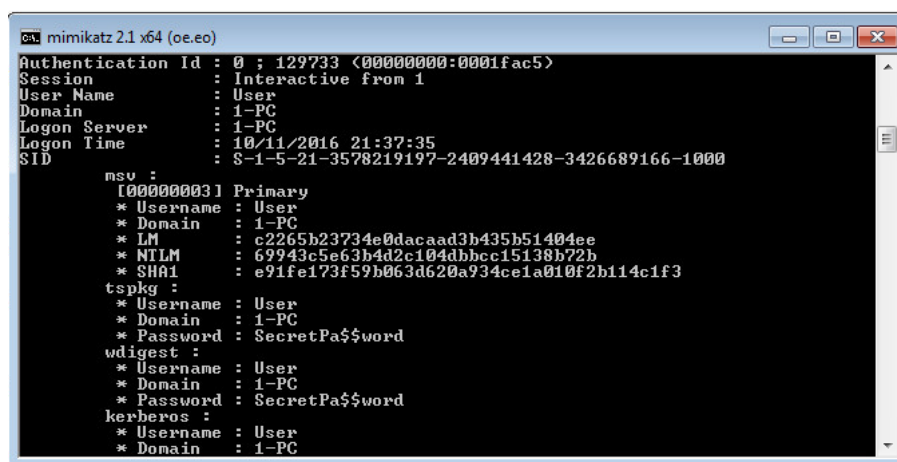 mimikatz 2.1 x64 (oe.eo)
Authentication Id : 0 ; 129733 (00000000:0001fac5)
Session           : Interactive from 1
User Name         : User
Domain            : 1-PC
Logon Server      : 1-PC
Logon Time        : 10/11/2016 21:37:35
SID               : S-1-5-21-3578219197-2409441428-3426689166-1000
msv :
[00000003] Primary
* Username : User
* Domain   : 1-PC
* LM       : c2265b23734e0dacaad3b435b51404ee
* NTLM     : 69943c5e63b4d2c104dbbcc15138b72b
* SHA1     : e91fe173f59b063d620a934ce1a010f2b114c1f3
tspkg :
* Username : User
* Domain   : 1-PC
* Password : SecretPa$$word
wdigest :
* Username : User
* Domain   : 1-PC
* Password : SecretPa$$word
kerberos :
* Username : User
* Domain   : 1-PC